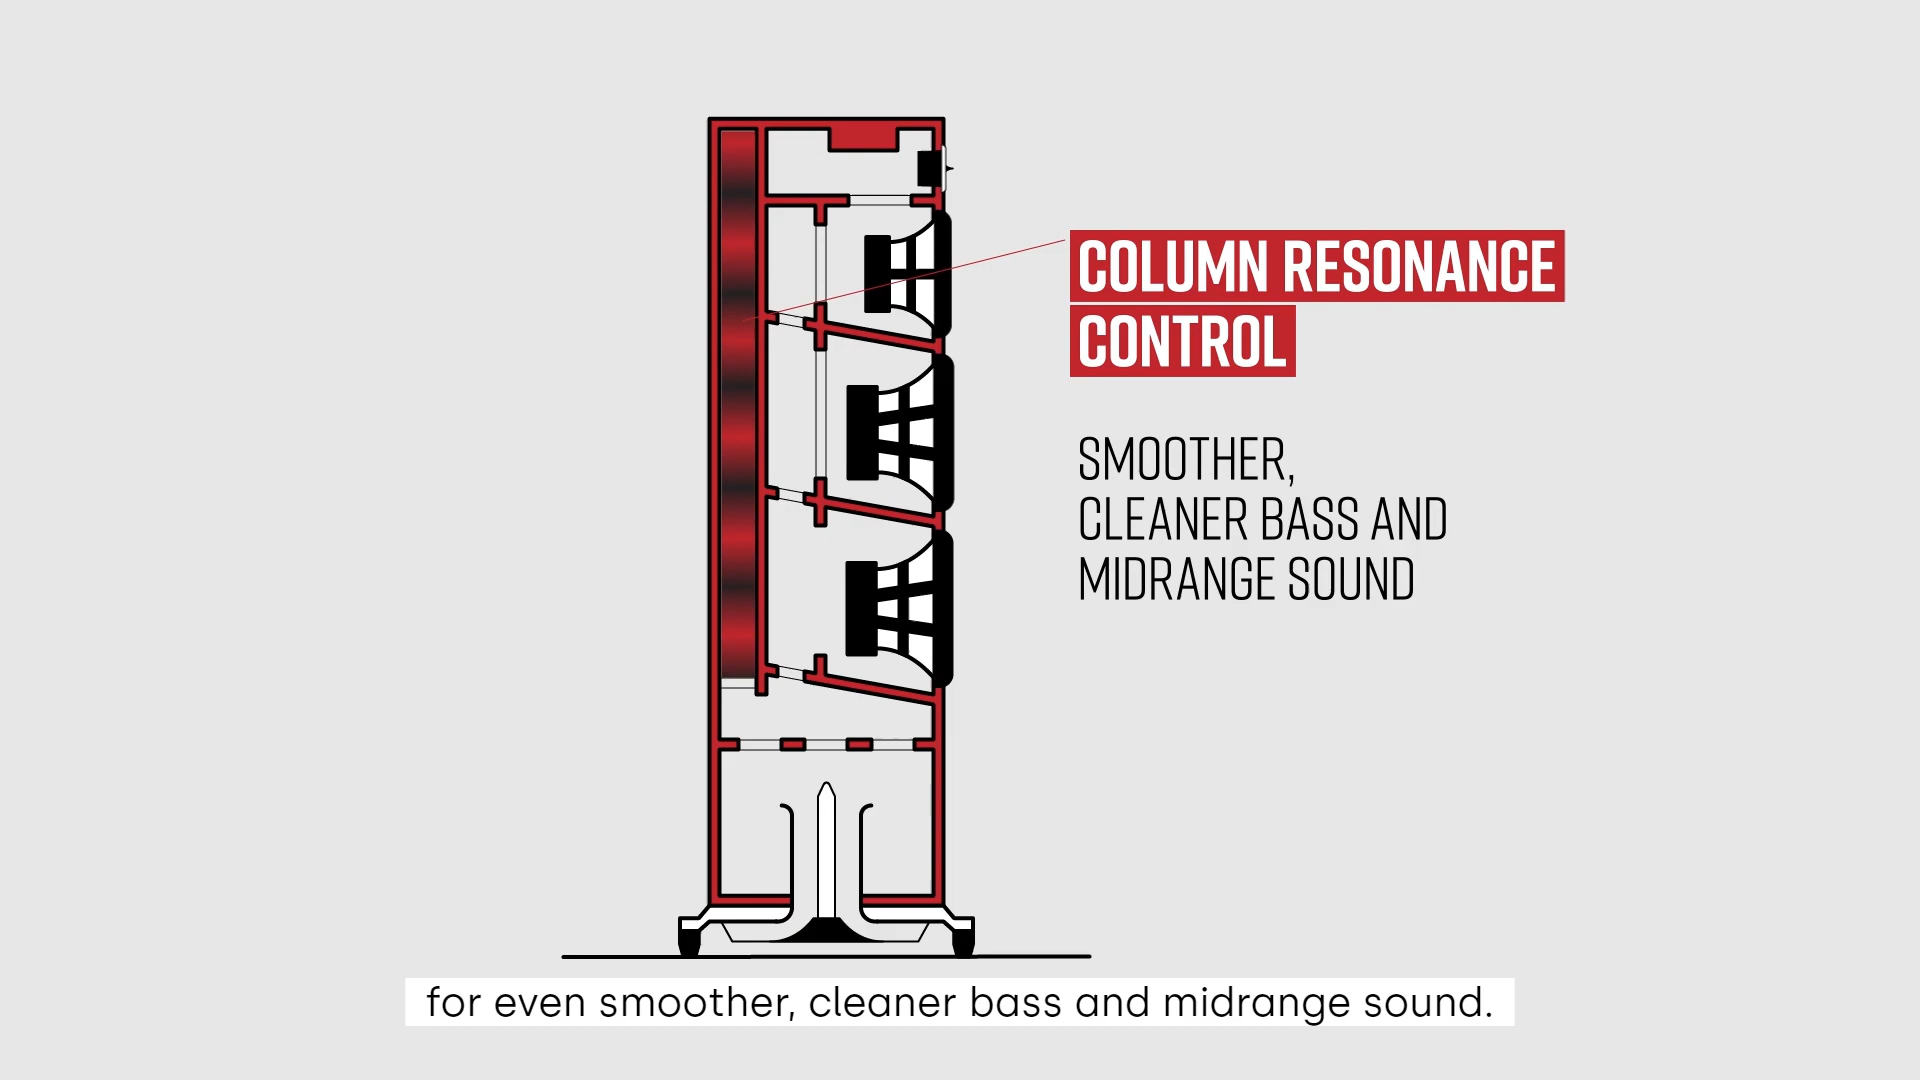 COLUMN RESONANCE
CONTROL
SMOOTHER,
CLEANER BASS AND
MIDRANGE SOUND
for even smoother, cleaner bass and midrange sound.